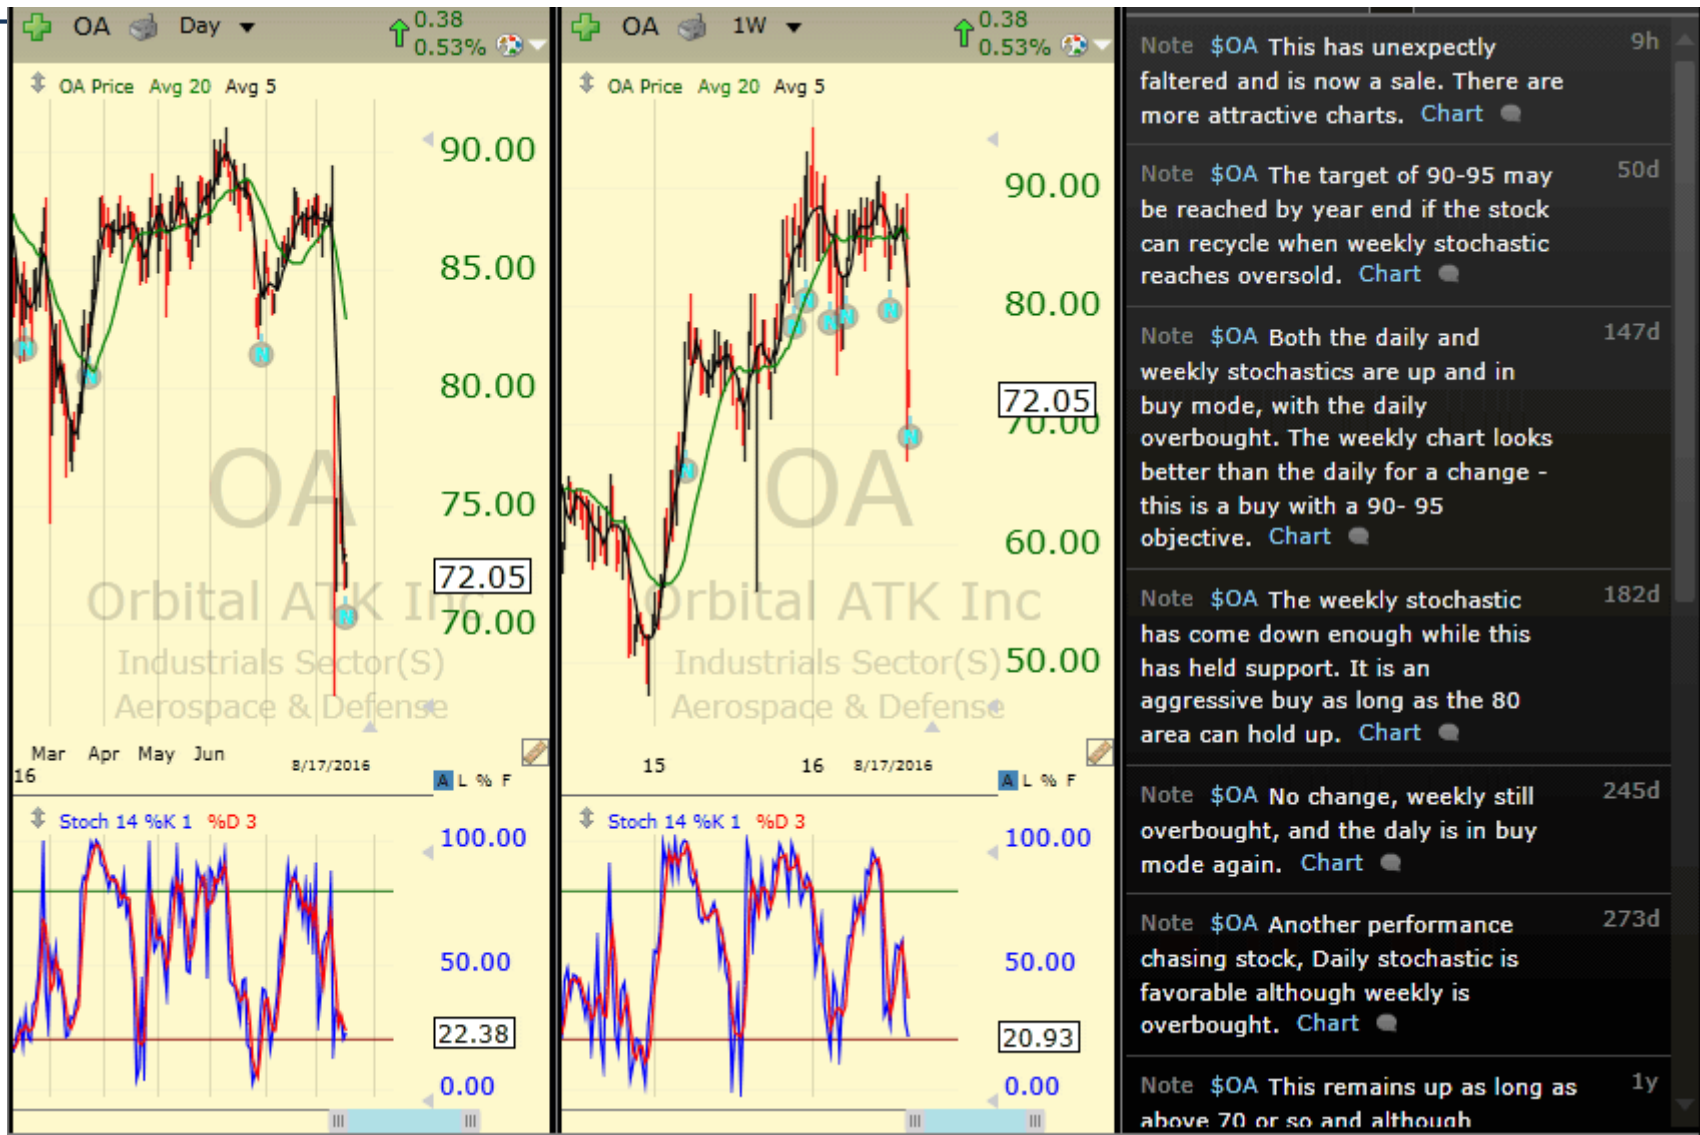 OA Day 0.38
0.53%
OA Price Avg 20 Avg 5
90.00
85.00
80.00
75.00
72.05
70.00
OA
Orbital ATK Inc
Industrials Sector(S)
Aerospace & Defense
N
N
N
N
Mar Apr May Jun 8/17/2016
16
A L % F
Stoch 14 %K 1 %D 3
100.00
50.00
22.38
0.00
OA 1W 0.38
0.53%
OA Price Avg 20 Avg 5
90.00
80.00
72.05
70.00
60.00
50.00
OA
Orbital ATK Inc
Industrials Sector(S)
Aerospace & Defense
N
N
N
N
N
N
N
15 16 8/17/2016
A L % F
Stoch 14 %K 1 %D 3
100.00
50.00
20.93
0.00
Note $OA This has unexpectly 9h
faltered and is now a sale. There are
more attractive charts. Chart
Note $OA The target of 90-95 may 50d
be reached by year end if the stock
can recycle when weekly stochastic
reaches oversold. Chart
Note $OA Both the daily and 147d
weekly stochastics are up and in
buy mode, with the daily
overbought. The weekly chart looks
better than the daily for a change -
this is a buy with a 90- 95
objective. Chart
Note $OA The weekly stochastic 182d
has come down enough while this
has held support. It is an
aggressive buy as long as the 80
area can hold up. Chart
Note $OA No change, weekly still 245d
overbought, and the daly is in buy
mode again. Chart
Note $OA Another performance 273d
chasing stock, Daily stochastic is
favorable although weekly is
overbought. Chart
Note $OA This remains up as long as 1y
above 70 or so and although